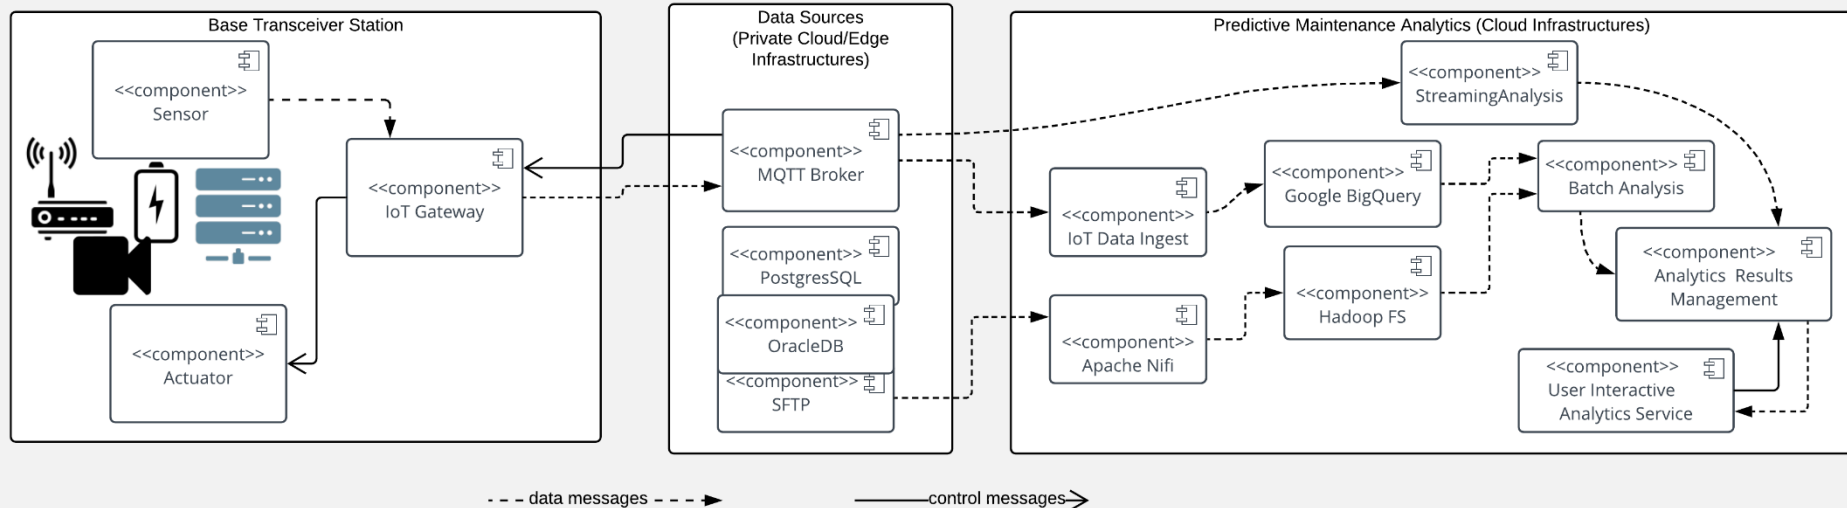 Base Transceiver Station
<<component>>
Sensor
<<component>>
IoT Gateway
<<component>>
Actuator
Data Sources
(Private Cloud/Edge
Infrastructures)
<<component>>
MQTT Broker
<<component>>
PostgresSQL
<<component>>
OracleDB
<<component>>
SFTP
Predictive Maintenance Analytics (Cloud Infrastructures)
<<component>>
StreamingAnalysis
<<component>>
IoT Data Ingest
<<component>>
Google BigQuery
<<component>>
Batch Analysis
<<component>>
Apache Nifi
<<component>>
Hadoop FS
<<component>>
Analytics Results
Management
<<component>>
User Interactive
Analytics Service
data messages
control messages